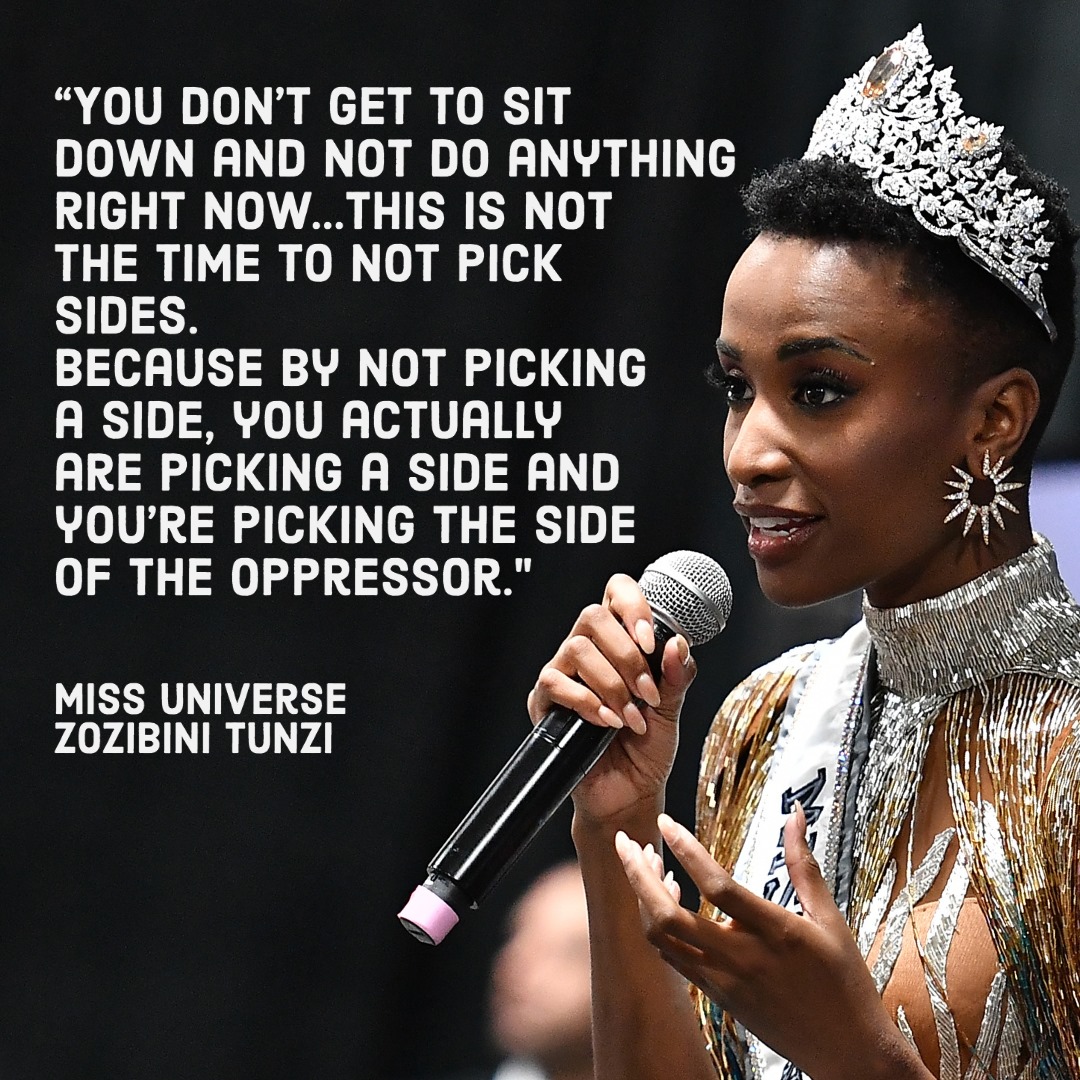 “YOU DON’T GET TO SIT
DOWN AND NOT DO ANYTHING
RIGHT NOW...THIS IS NOT
THE TIME TO NOT PICK
SIDES.
BECAUSE BY NOT PICKING
A SIDE, YOU ACTUALLY
ARE PICKING A SIDE AND
YOU’RE PICKING THE SIDE
OF THE OPPRESSOR."
MISS UNIVERSE
ZOZIBINI TUNZI